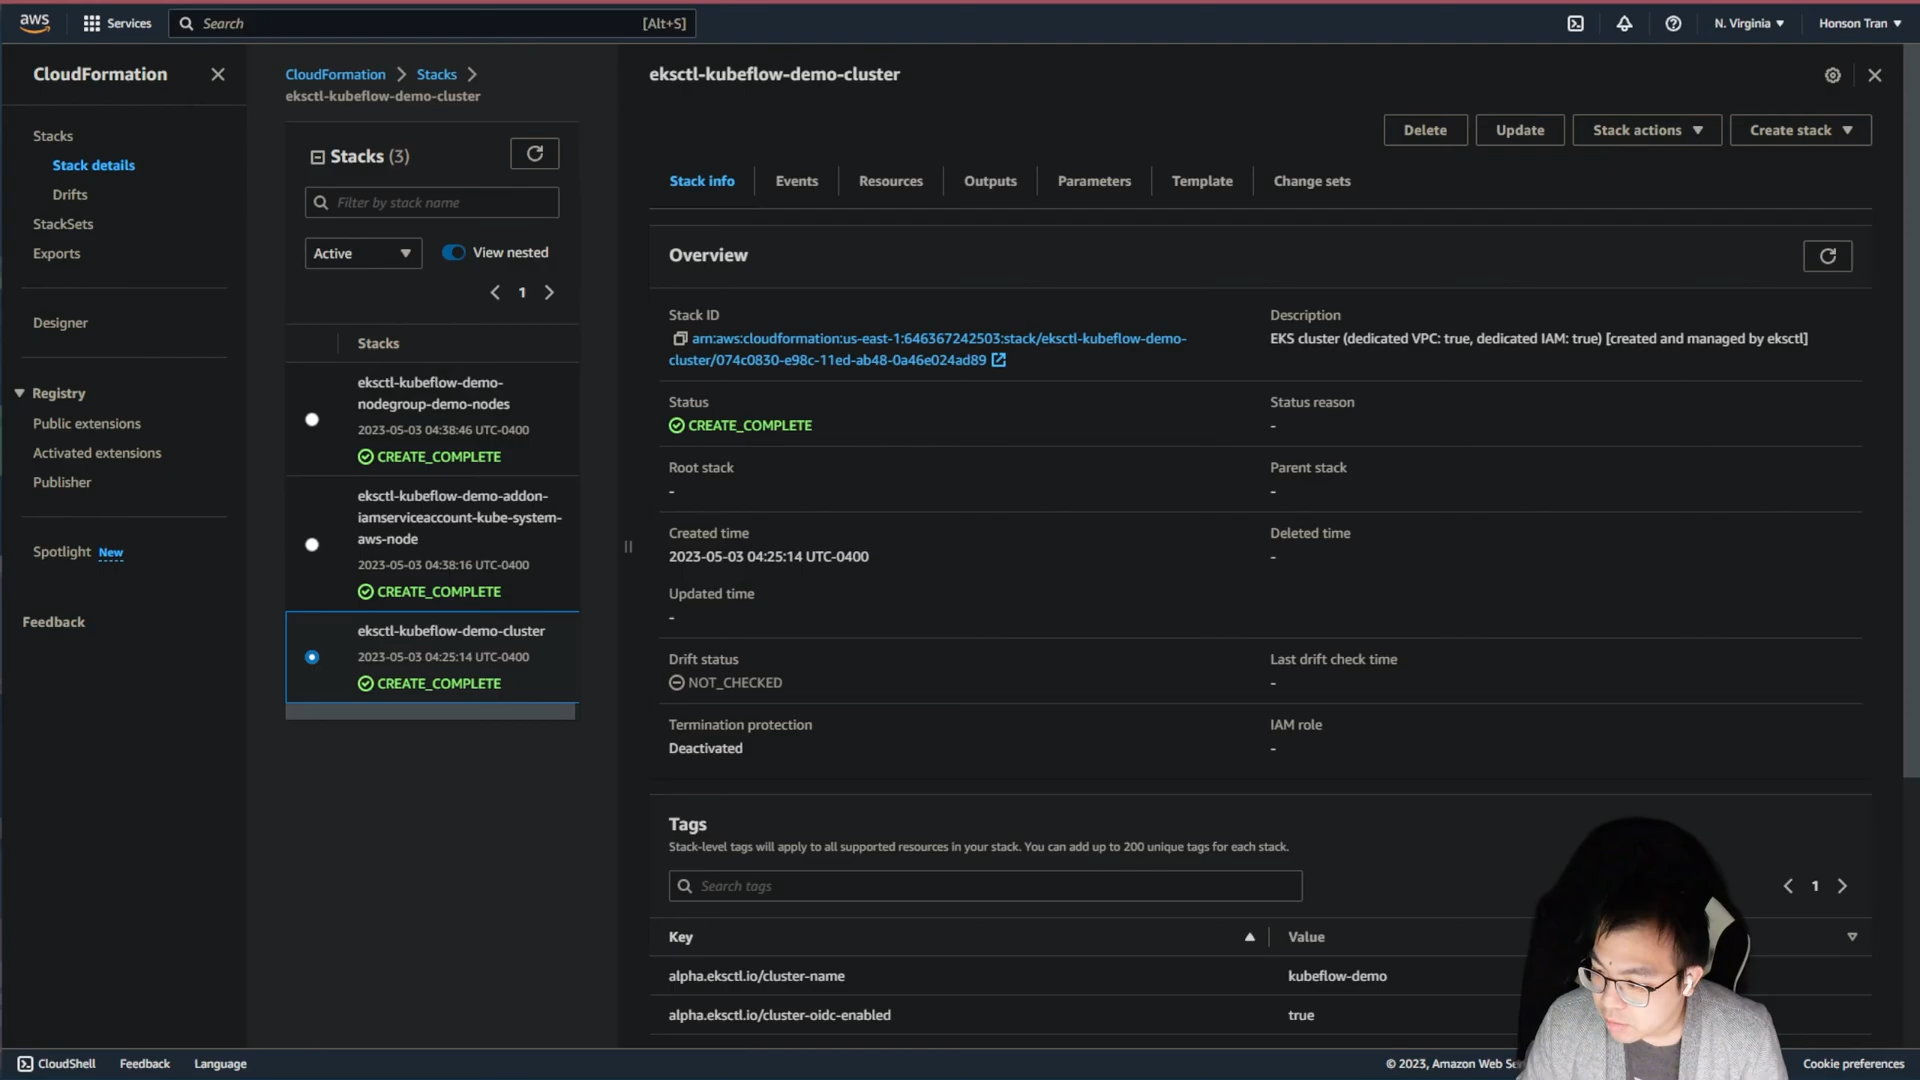 aws
Services
Search
[Alt+S]
N. Virginia
Honson Tran
CloudFormation
Stacks
Stack details
Drifts
StackSets
Exports
Designer
Registry
Public extensions
Activated extensions
Publisher
Spotlight New
Feedback
CloudFormation
Stacks
eksctl-kubeflow-demo-cluster
Stacks (3)
Filter by stack name
Active
View nested
1
Stacks
eksctl-kubeflow-demo-
nodegroup-demo-nodes
2023-05-03 04:38:46 UTC-0400
CREATE_COMPLETE
eksctl-kubeflow-demo-addon-
iamserviceaccount-kube-system-
aws-node
2023-05-03 04:38:16 UTC-0400
CREATE_COMPLETE
eksctl-kubeflow-demo-cluster
2023-05-03 04:25:14 UTC-0400
CREATE_COMPLETE
eksctl-kubeflow-demo-cluster
Delete
Update
Stack actions
Create stack
Stack info
Events
Resources
Outputs
Parameters
Template
Change sets
Overview
Stack ID
arn:aws:cloudformation:us-east-1:646367242503:stack/eksctl-kubeflow-demo-
cluster/074c0830-e98c-11ed-ab48-0a46e024ad89
Description
EKS cluster (dedicated VPC: true, dedicated IAM: true) [created and managed by eksctl]
Status
CREATE_COMPLETE
Status reason
-
Root stack
-
Parent stack
-
Created time
2023-05-03 04:25:14 UTC-0400
Deleted time
-
Updated time
-
Drift status
NOT_CHECKED
Last drift check time
-
Termination protection
Deactivated
IAM role
-
Tags
Stack-level tags will apply to all supported resources in your stack. You can add up to 200 unique tags for each stack.
Search tags
1
Key
Value
alpha.eksctl.io/cluster-name
kubeflow-demo
alpha.eksctl.io/cluster-oidc-enabled
true
CloudShell
Feedback
Language
© 2023, Amazon Web
Cookie preferences